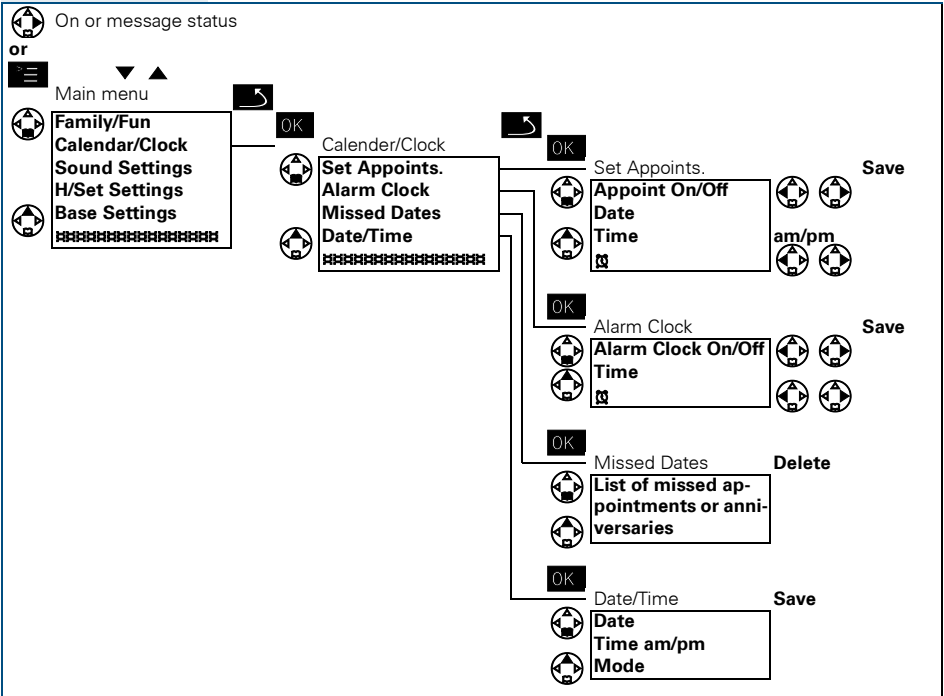 On or message status
or
Main menu
Family/Fun
Calendar/Clock
Sound Settings
H/Set Settings
Base Settings
OK
Calender/Clock
Set Appoints.
Alarm Clock
Missed Dates
Date/Time
OK
Set Appoints.
Save
Appoint On/Off
Date
Time
am/pm
OK
Alarm Clock
Save
Alarm Clock On/Off
Time
OK
Missed Dates
Delete
List of missed ap-
pointments or anni-
versaries
OK
Date/Time
Save
Date
Time am/pm
Mode